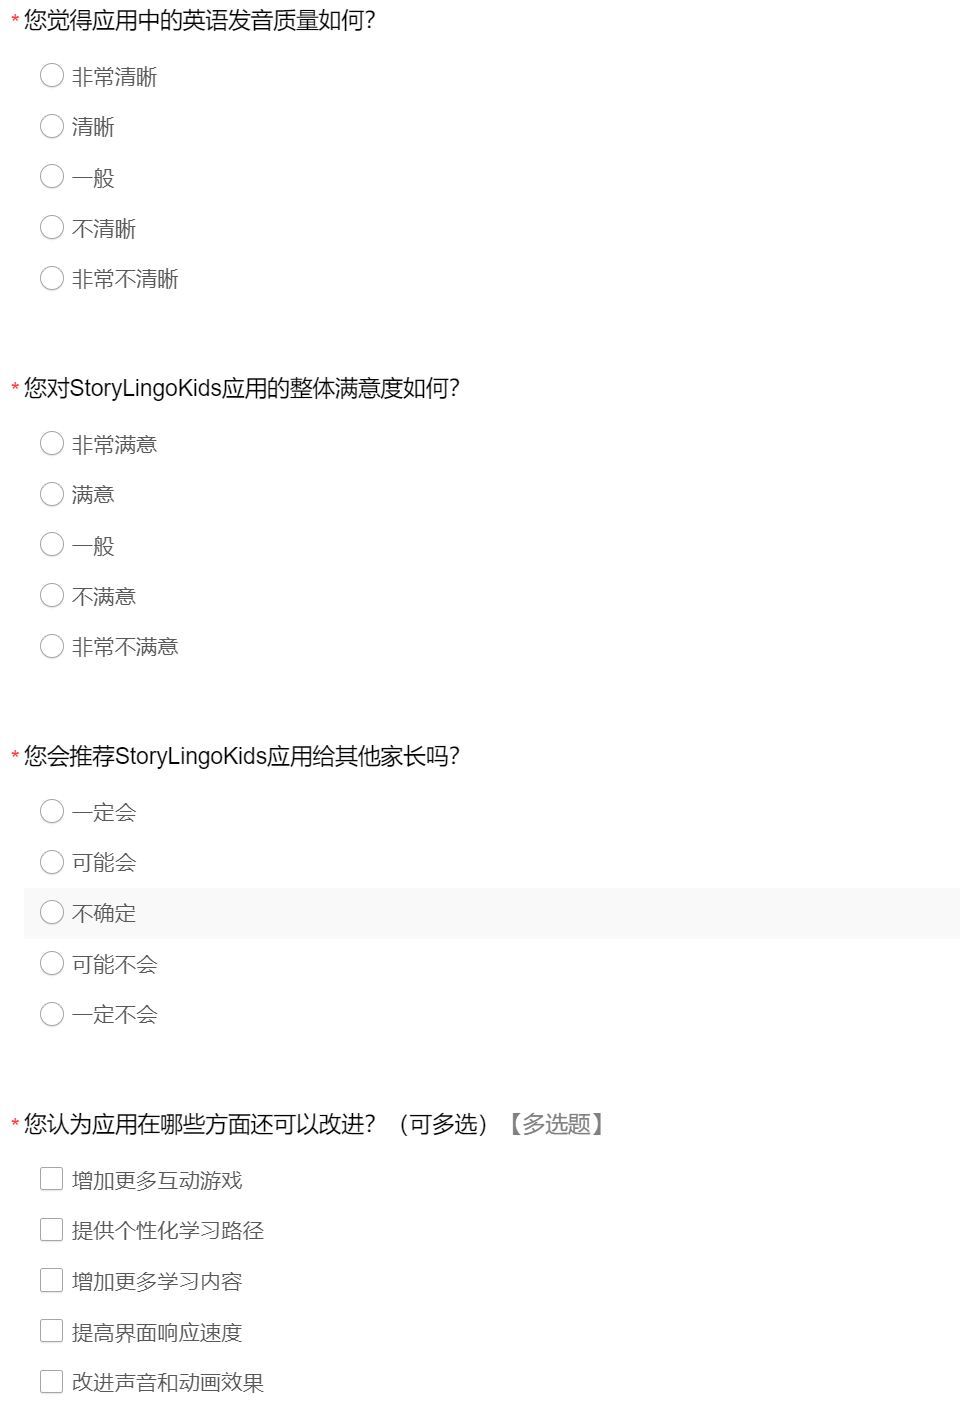 *您觉得应用中的英语发音质量如何？
非常清晰
清晰
一般
不清晰
非常不清晰
*您对StoryLingoKids应用的整体满意度如何？
非常满意
满意
一般
不满意
非常不满意
*您会推荐StoryLingoKids应用给其他家长吗？
一定会
可能会
不确定
可能不会
一定不会
*您认为应用在哪些方面还可以改进？（可多选）【多选题】
增加更多互动游戏
提供个性化学习路径
增加更多学习内容
提高界面响应速度
改进声音和动画效果